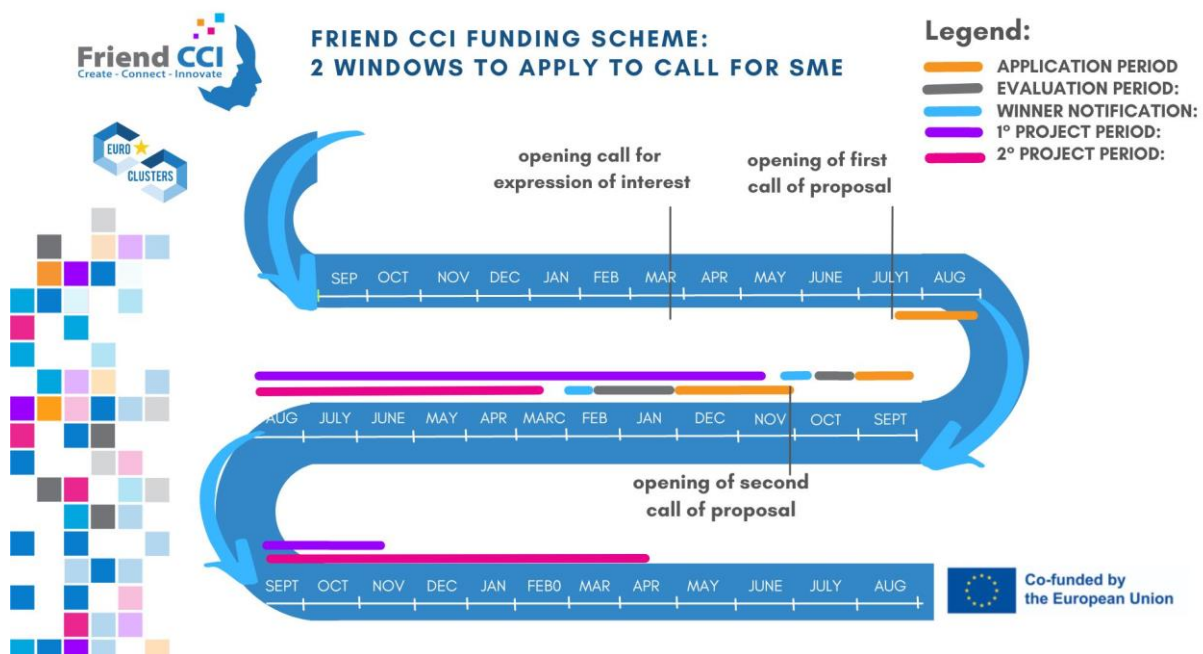 Friend CCI
Create - Connect - Innovate
FRIEND CCI FUNDING SCHEME:
2 WINDOWS TO APPLY TO CALL FOR SME
Legend:
APPLICATION PERIOD
EVALUATION PERIOD:
WINNER NOTIFICATION:
1º PROJECT PERIOD:
2º PROJECT PERIOD:
EURO
CLUSTERS
opening call for
expression of interest
opening of first
call of proposal
SEP OCT NOV DEC JAN FEB MAR APR MAY JUNE JULY1 AUG
AUG JULY JUNE MAY APR MARC FEB JAN DEC NOV OCT SEPT
opening of second
call of proposal
SEPT OCT NOV DEC JAN FEB0 MAR APR MAY JUNE JULY AUG
Co-funded by
the European Union